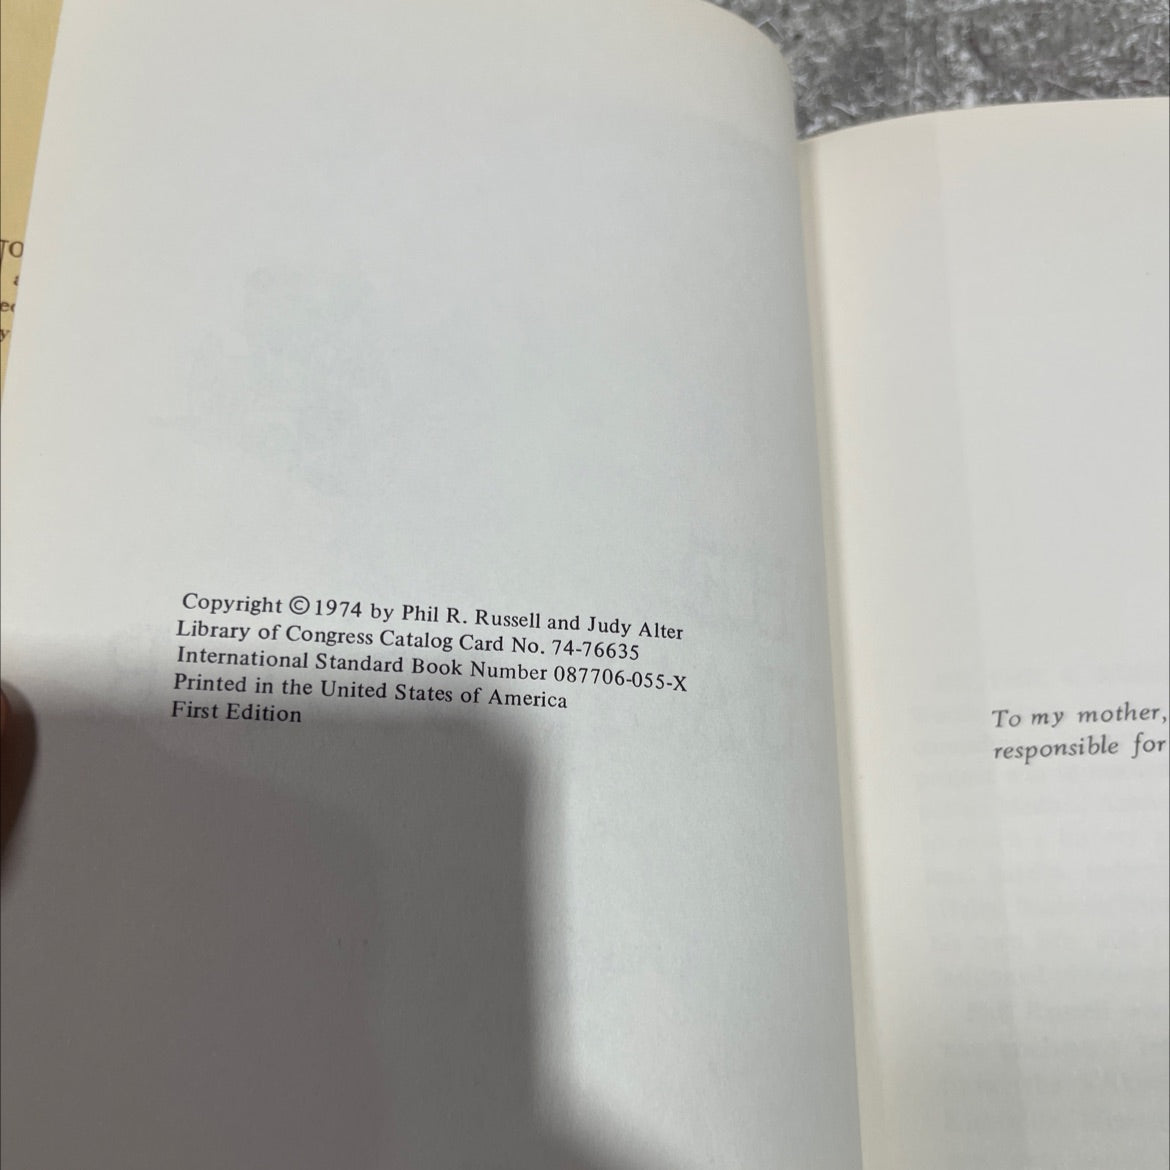 Copyright © 1974 by Phil R. Russell and Judy Alter
Library of Congress Catalog Card No. 74-76635
International Standard Book Number 087706-055-X
Printed in the United States of America
First Edition
To my mother,
responsible for